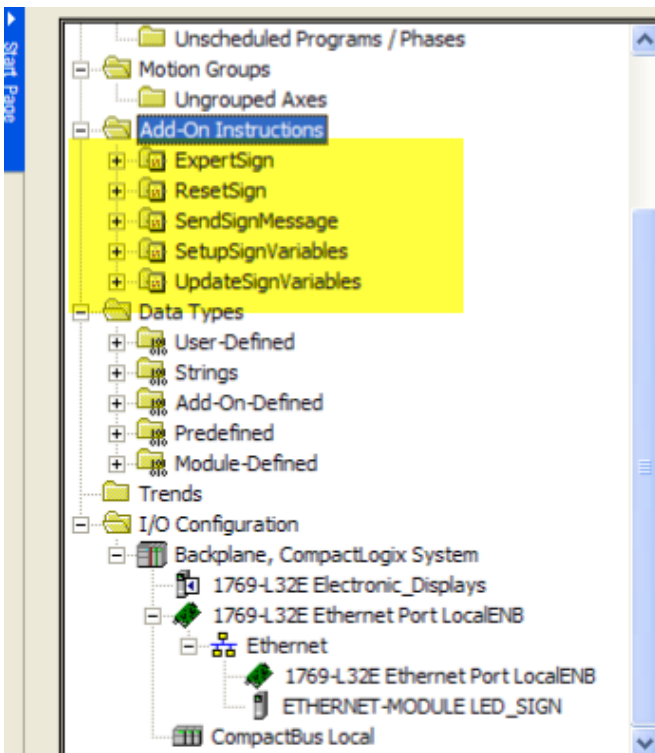 Start Page
Unscheduled Programs / Phases
Motion Groups
Ungrouped Axes
Add-On Instructions
ExpertSign
ResetSign
SendSignMessage
SetupSignVariables
UpdateSignVariables
Data Types
User-Defined
Strings
Add-On-Defined
Predefined
Module-Defined
Trends
I/O Configuration
Backplane, CompactLogix System
1769-L32E Electronic_Displays
1769-L32E Ethernet Port LocalENB
Ethernet
1769-L32E Ethernet Port LocalENB
ETHERNET-MODULE LED_SIGN
CompactBus Local